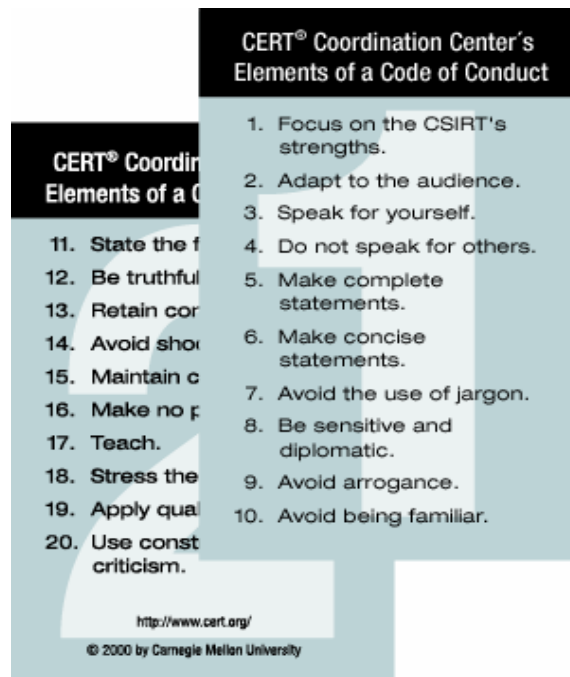 CERT® Coordination Center´s
Elements of a Code of Conduct
1. Focus on the CSIRT's
strengths.
2. Adapt to the audience.
3. Speak for yourself.
4. Do not speak for others.
5. Make complete
statements.
6. Make concise
statements.
7. Avoid the use of jargon.
8. Be sensitive and
diplomatic.
9. Avoid arrogance.
10. Avoid being familiar.
1
CERT® Coordin
Elements of a C
11. State the f
12. Be truthful
13. Retain cor
14. Avoid sho
15. Maintain c
16. Make no p
17. Teach.
18. Stress the
19. Apply qual
20. Use const
criticism.
2
http://www.cert.org/
© 2000 by Carnegie Mellon University